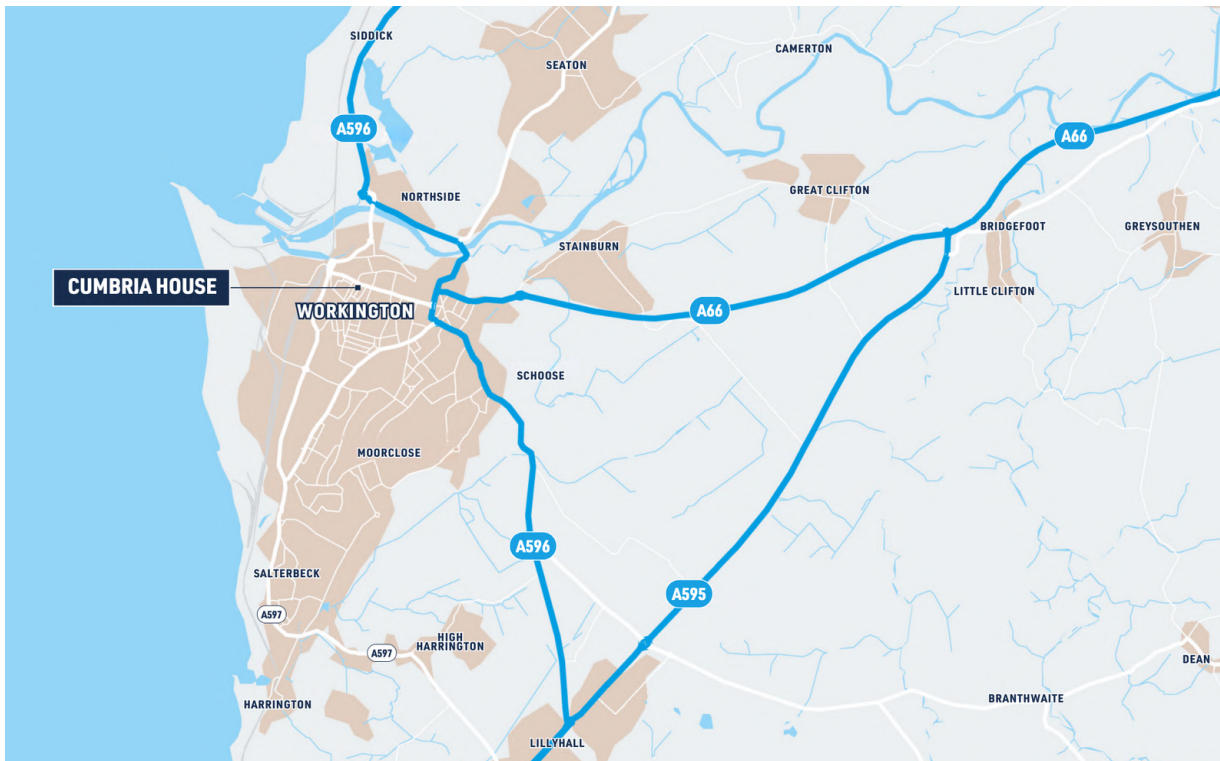 SIDDICK
CAMERTON
SEATON
A596
A66
GREAT CLIFTON
NORTHSIDE
BRIDGEFOOT
GREYSOUTHEN
STAINBURN
CUMBRIA HOUSE
LITTLE CLIFTON
WORKINGTON
A66
SCHOOSE
MOORCLOSE
A596
SALTERBECK
A595
A597
HIGH
HARRINGTON
A597
DEAN
BRANTHWAITE
HARRINGTON
LILLYHALL